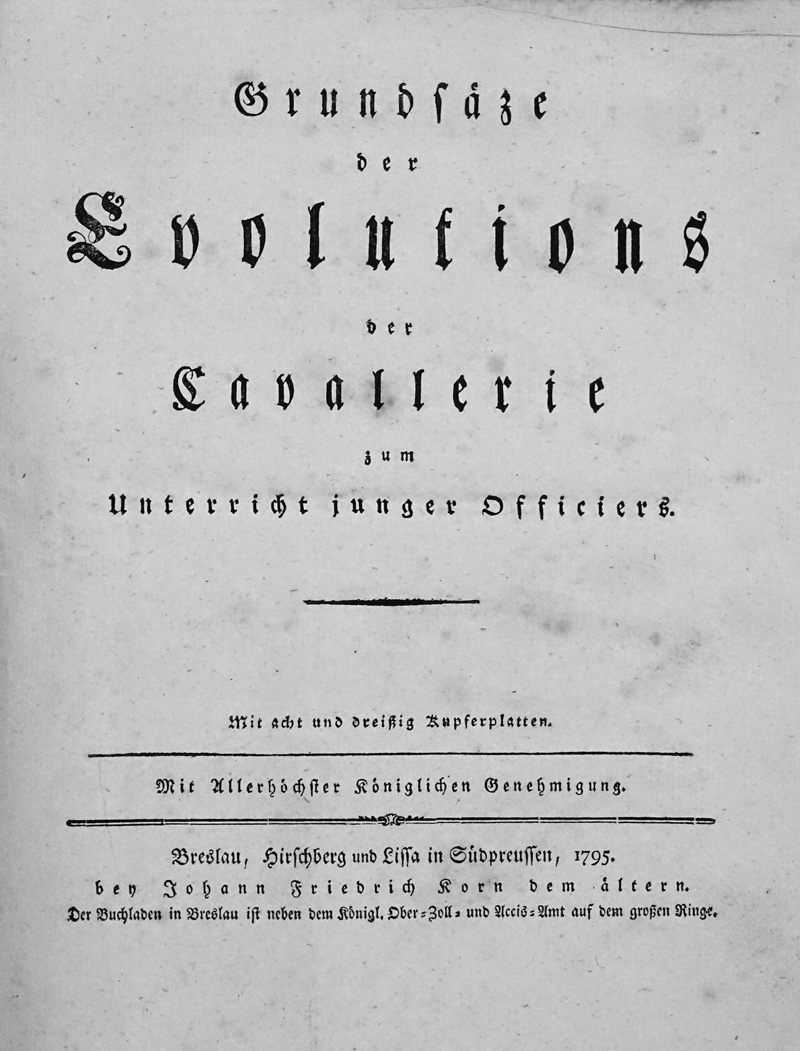 Grundsäze
der
Evolutions
der
Cavallerie
zum
Unterricht junger Officiers.
Mit acht und dreißig Kupferplatten.
Mit Allerhöchster Königlichen Genehmigung.
Breslau, Hirschberg und Lissa in Südpreussen, 1795.
bey Johann Friedrich Korn dem ältern.
Der Buchladen in Breslau ist neben dem Königl. Ober-Zoll- und Accis-Amt auf dem großen Ringe.